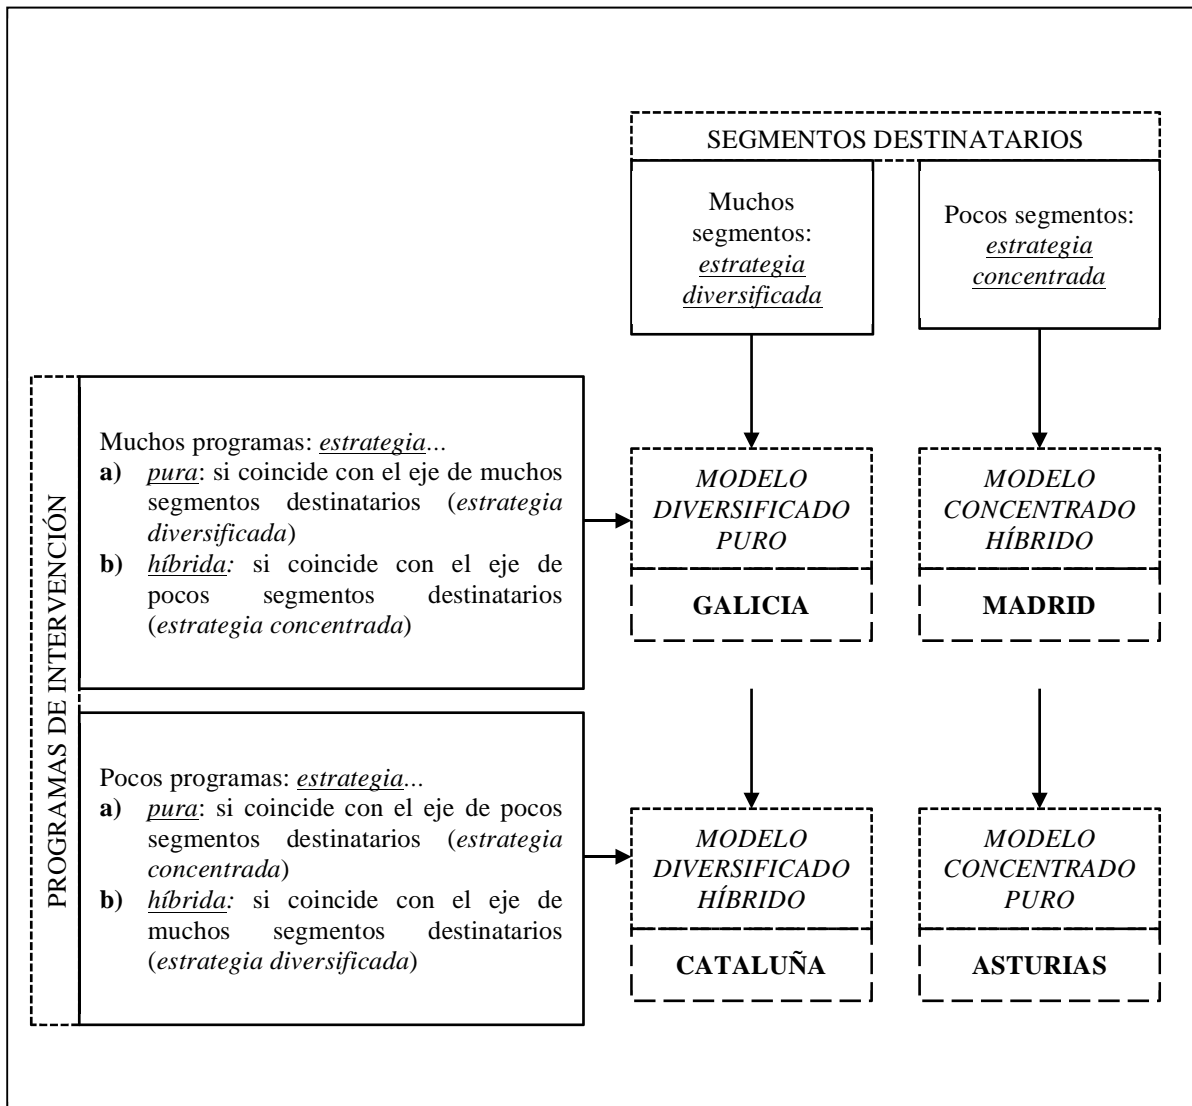 SEGMENTOS DESTINATARIOS
Muchos
segmentos:
estrategia
diversificada
Pocos segmentos:
estrategia
concentrada
PROGRAMAS DE INTERVENCIÓN
Muchos programas: estrategia...
a) pura: si coincide con el eje de muchos
segmentos destinatarios (estrategia
diversificada)
b) híbrida: si coincide con el eje de
pocos segmentos destinatarios
(estrategia concentrada)
MODELO
DIVERSIFICADO
PURO
GALICIA
MODELO
CONCENTRADO
HÍBRIDO
MADRID
Pocos programas: estrategia...
a) pura: si coincide con el eje de pocos
segmentos destinatarios (estrategia
concentrada)
b) híbrida: si coincide con el eje de
muchos segmentos destinatarios
(estrategia diversificada)
MODELO
DIVERSIFICADO
HÍBRIDO
CATALUÑA
MODELO
CONCENTRADO
PURO
ASTURIAS